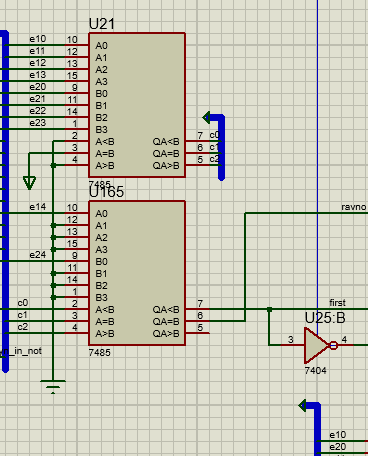 U21
e10 10 A0
e11 12 A1
e12 13 A2
e13 15 A3
e20 9 B0
e21 11 B1
e22 14 B2
e23 1 B3
2 A<B QA<B 7 c0
3 A=B QA=B 6 c1
4 A>B QA>B 5 c2
7485
U165
e14 10 A0 ravno
12 A1
13 A2
15 A3
e24 9 B0
11 B1
14 B2
1 B3
c0 2 A<B QA<B 7 first
c1 3 A=B QA=B 6
c2 4 A>B QA>B 5
U25:B
_in_not 7485 3 4
7404
e10
e20